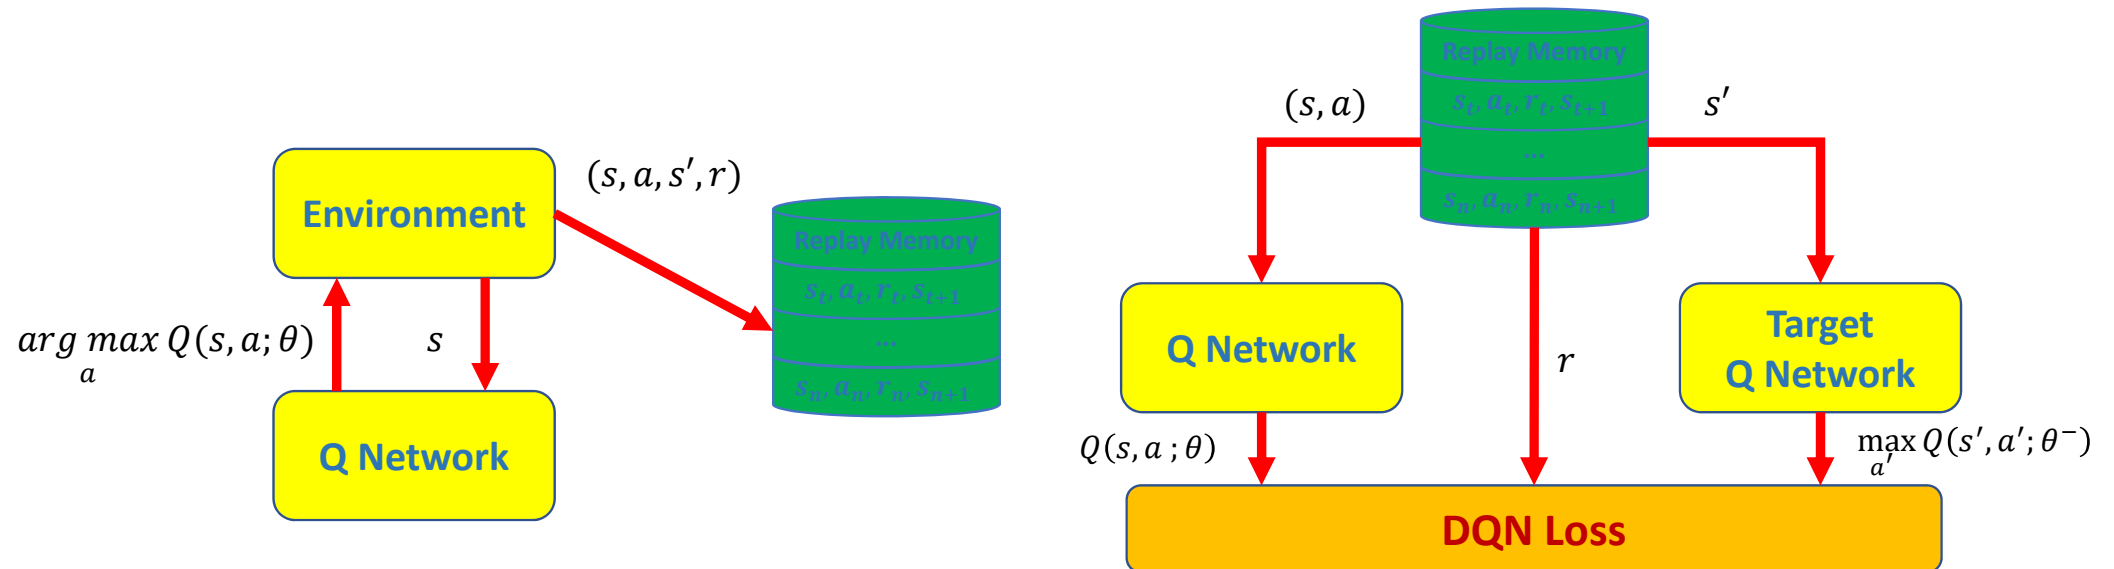 Environment
(s, a, s′, r)
Replay Memory
s_t, a_t, r_t, s_{t+1}
...
s_n, a_n, r_n, s_{n+1}
arg max Q(s, a; θ)
a
s
Q Network
Replay Memory
s_t, a_t, r_t, s_{t+1}
...
s_n, a_n, r_n, s_{n+1}
(s, a)
s′
Q Network
r
Target
Q Network
Q(s, a ; θ)
max Q(s′, a′; θ⁻)
a′
DQN Loss